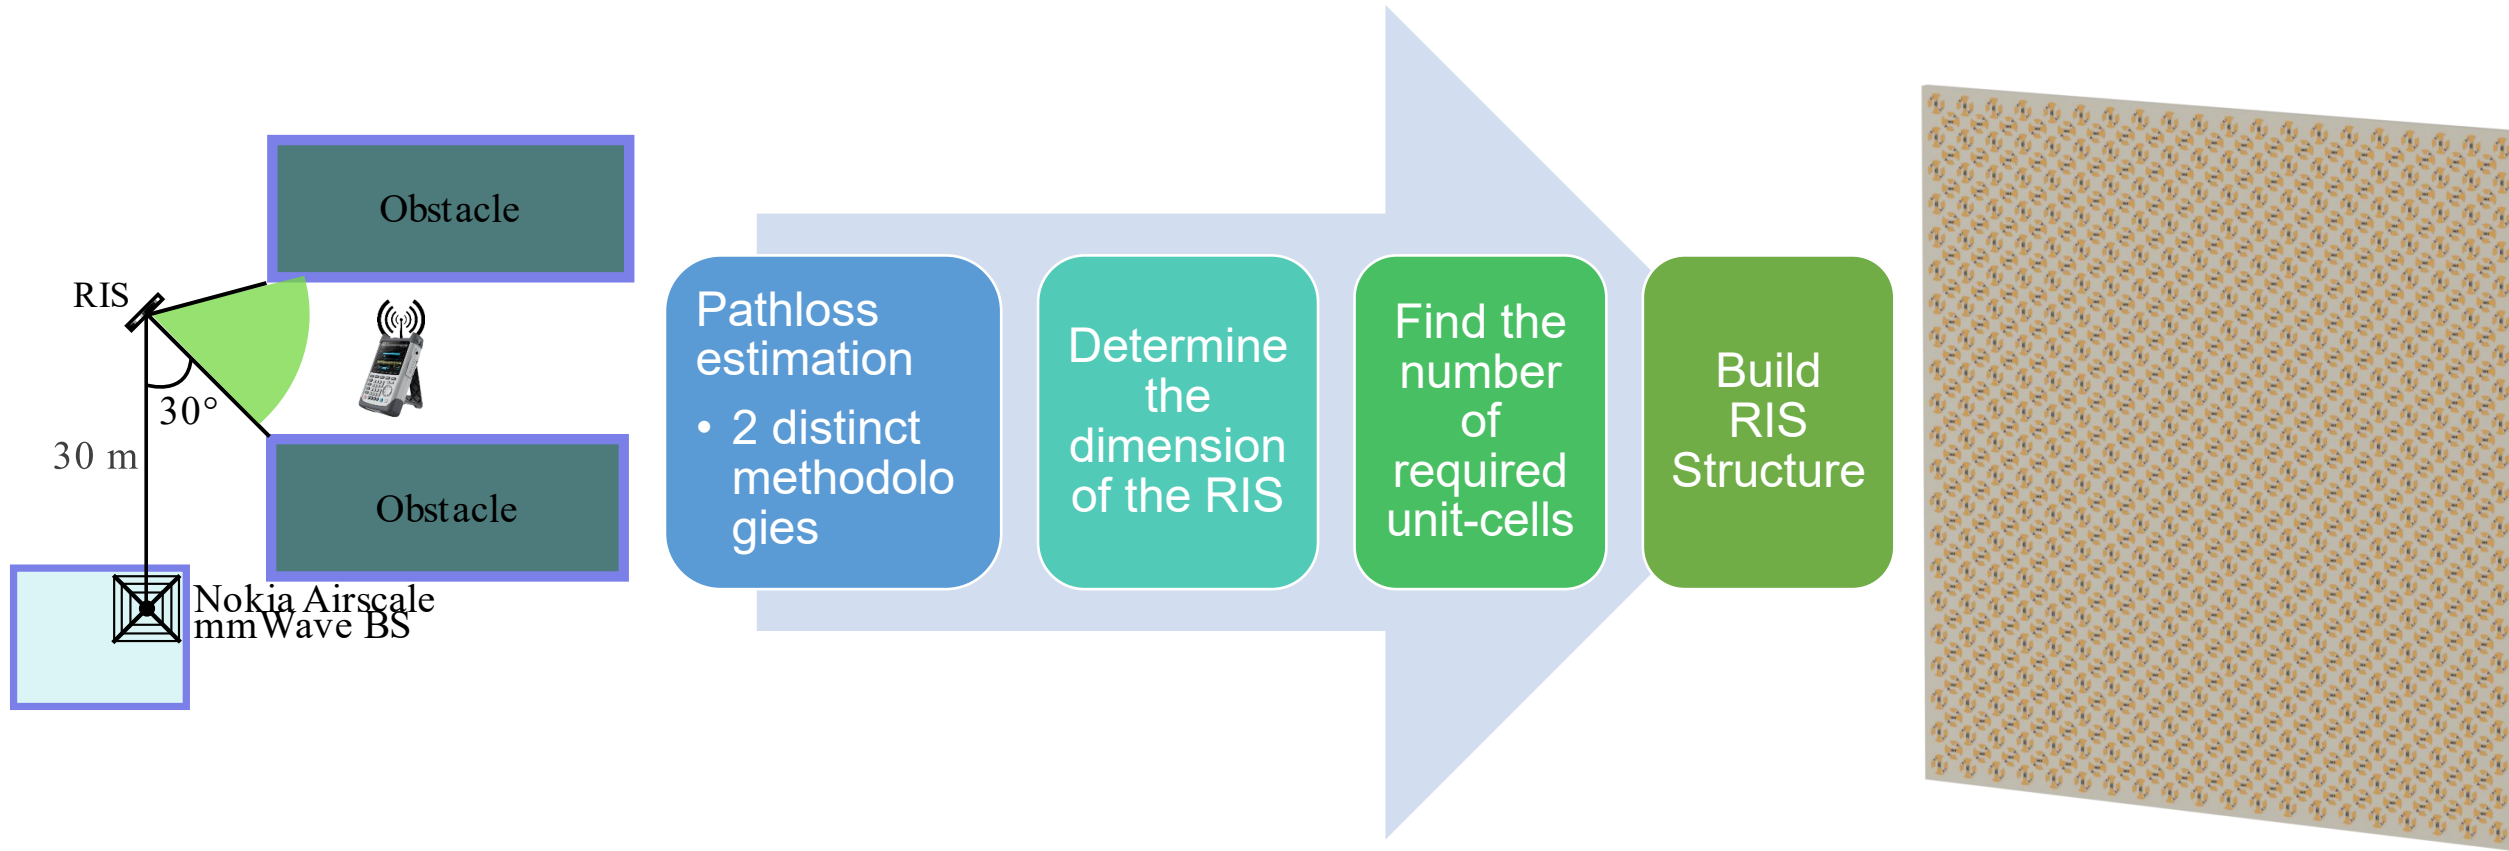 Obstacle
RIS
30°
30 m
Obstacle
Nokia Airscale
mmWave BS
Pathloss
estimation
• 2 distinct
methodolo
gies
Determine
the
dimension
of the RIS
Find the
number
of
required
unit-cells
Build
RIS
Structure